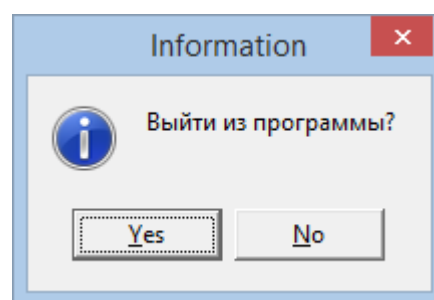 Information
Выйти из программы?
Yes
No